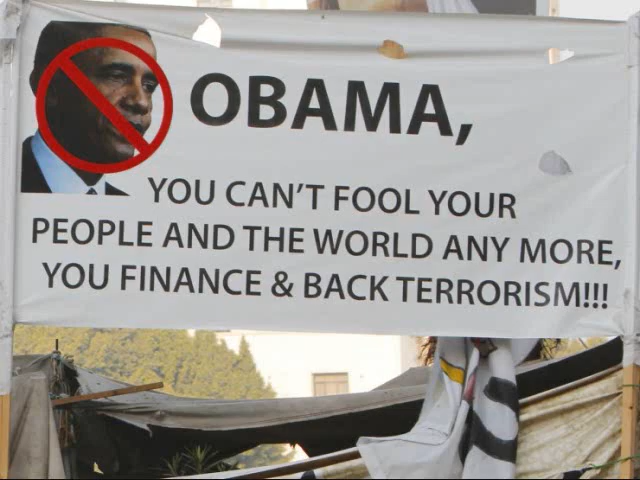 OBAMA,
YOU CAN'T FOOL YOUR
PEOPLE AND THE WORLD ANY MORE,
YOU FINANCE & BACK TERRORISM!!!